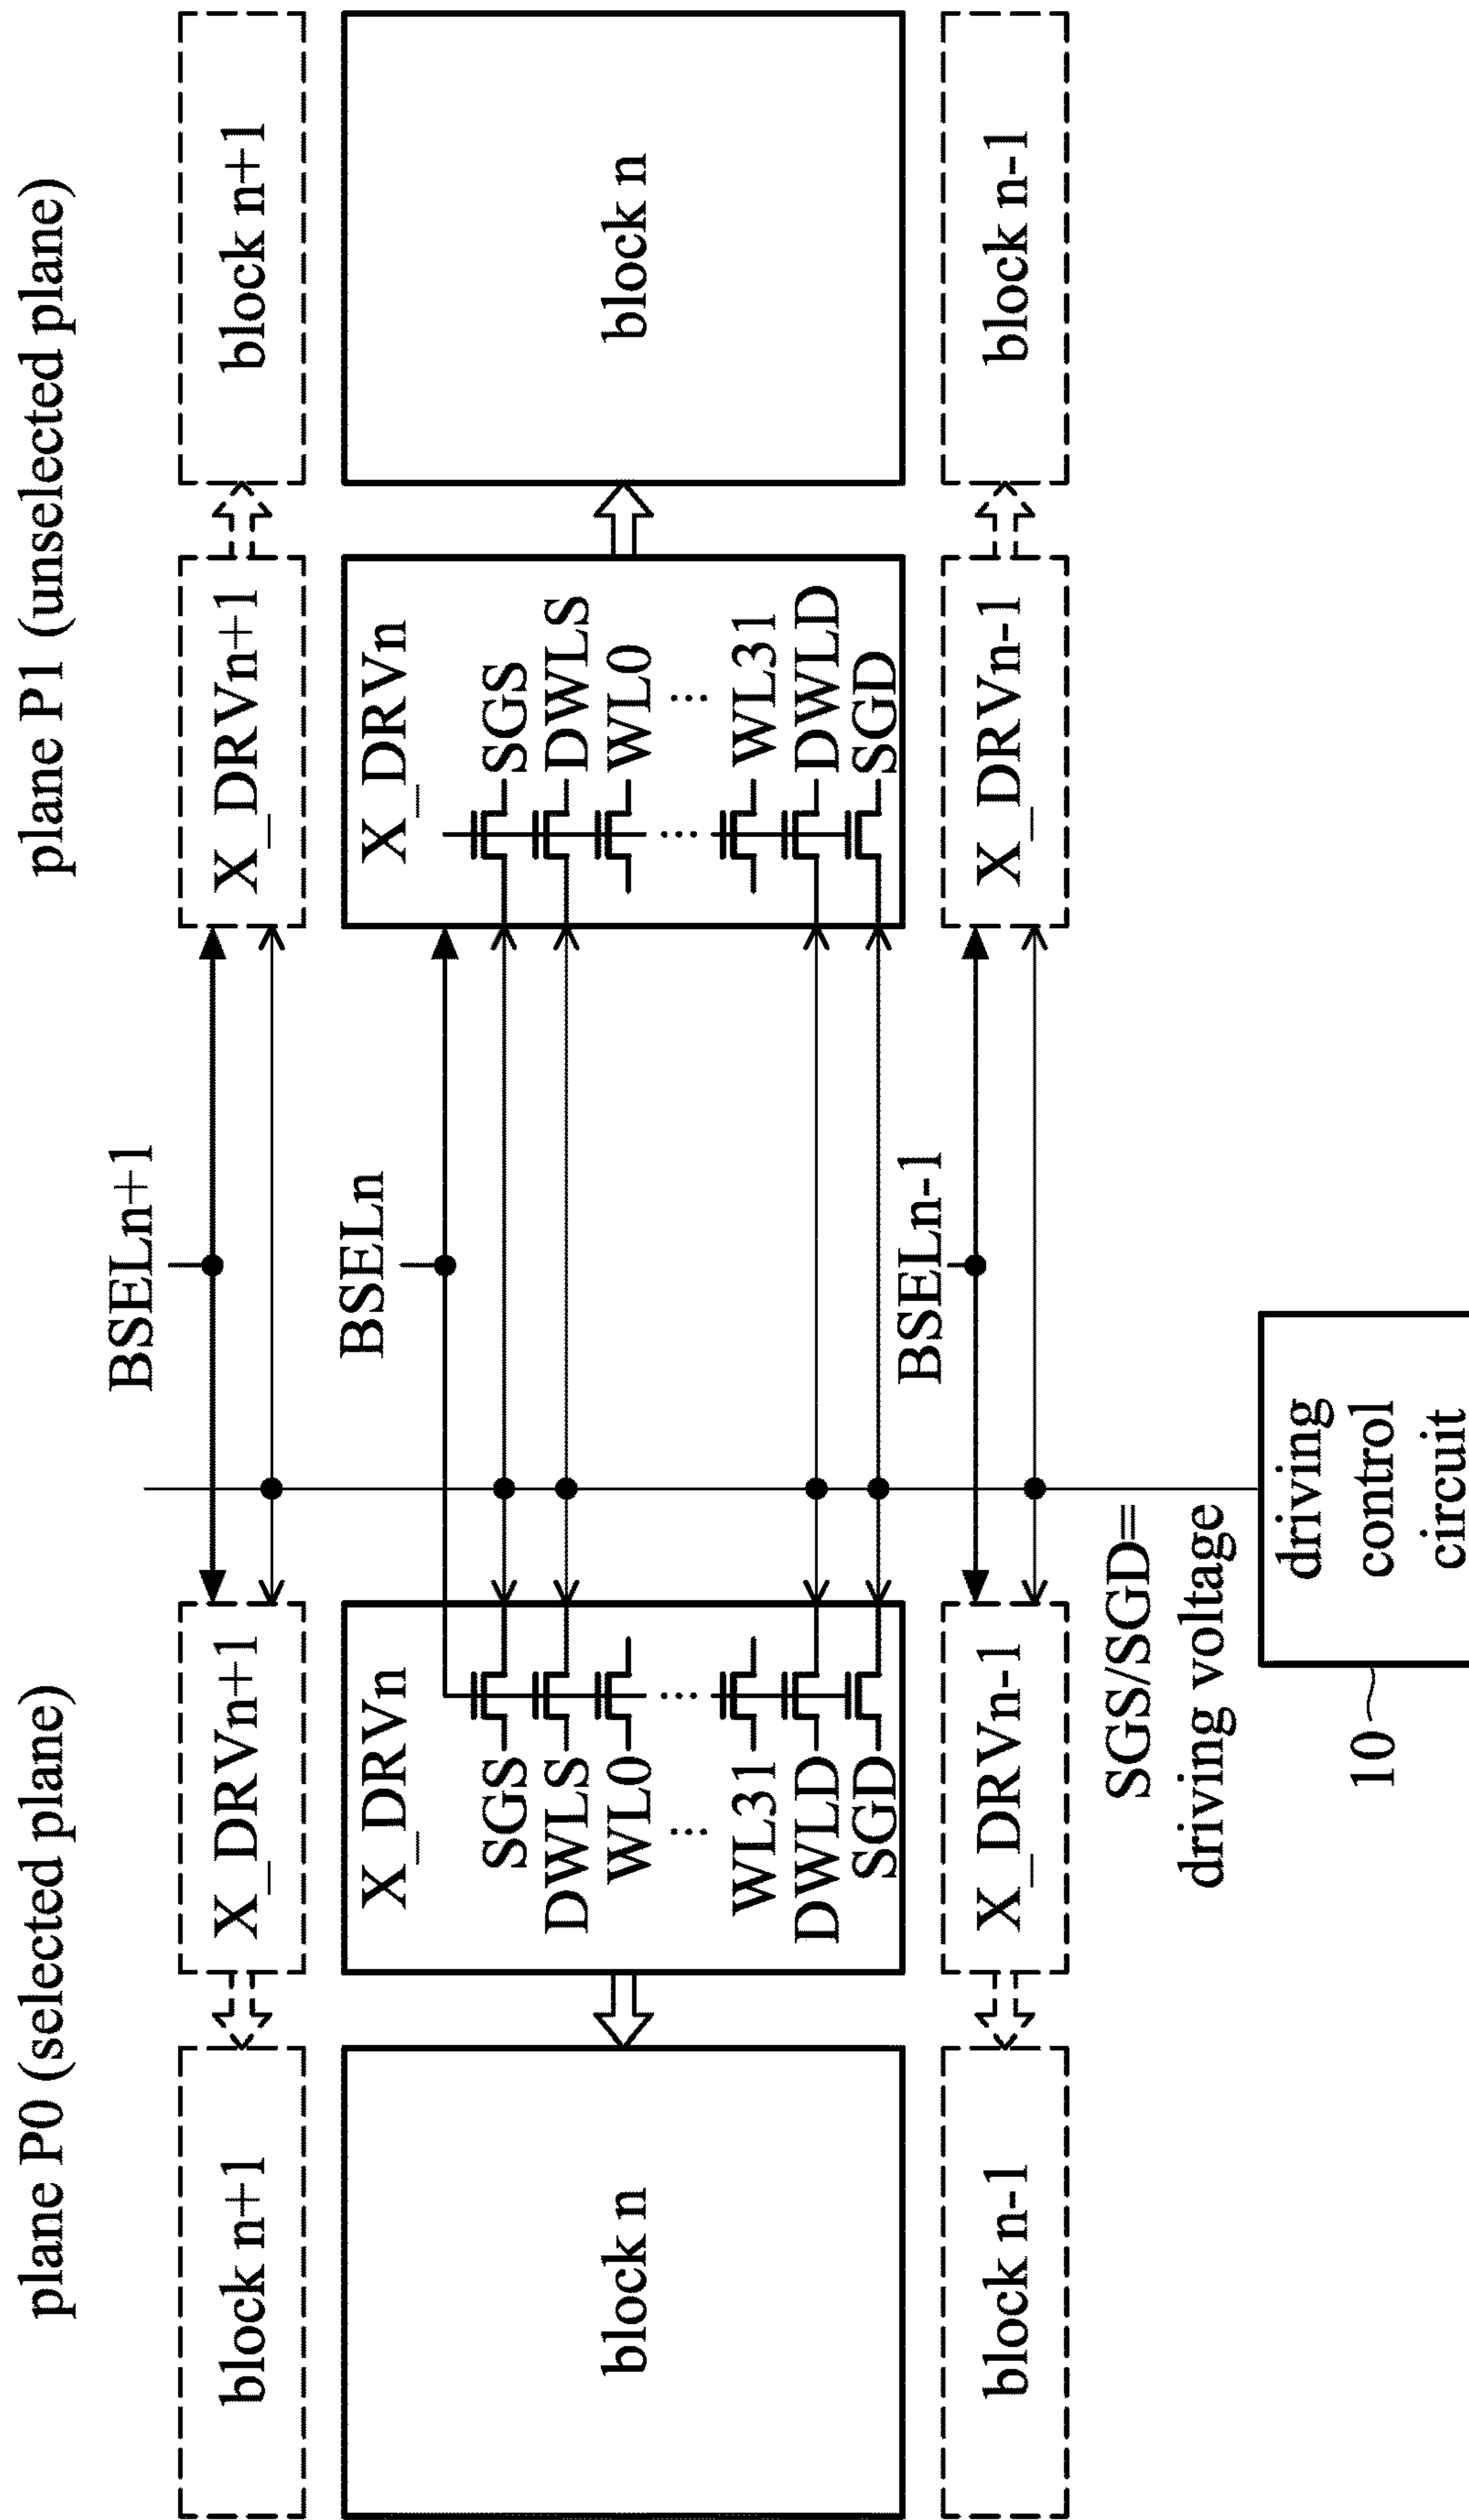 plane P0 (selected plane)
plane P1 (unselected plane)
BSELn+1
block n+1
X_DRVn+1
X_DRVn+1
block n+1
BSELn
block n
X_DRVn
SGS
DWLS
WL0
...
WL31
DWLD
SGD
X_DRVn
SGS
DWLS
WL0
...
WL31
DWLD
SGD
block n
BSELn-1
block n-1
X_DRVn-1
X_DRVn-1
block n-1
SGS/SGD=
driving voltage
10
driving
control
circuit